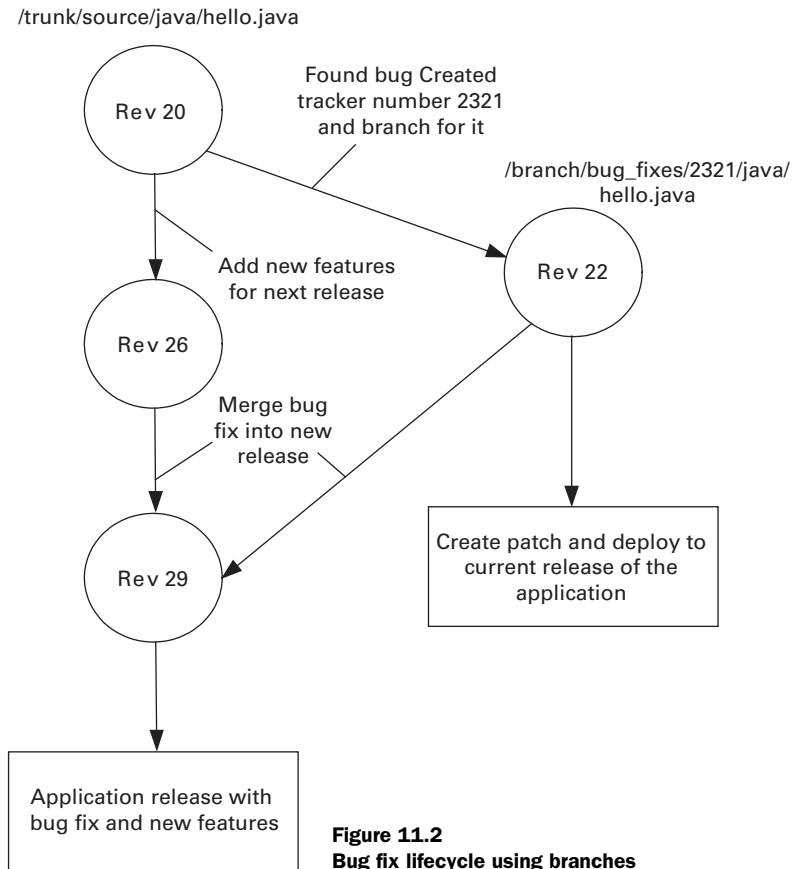 /trunk/source/java/hello.java
Rev 20
Found bug Created
tracker number 2321
and branch for it
/branch/bug_fixes/2321/java/
hello.java
Rev 22
Add new features
for next release
Rev 26
Merge bug
fix into new
release
Rev 29
Create patch and deploy to
current release of the
application
Application release with
bug fix and new features
Figure 11.2
Bug fix lifecycle using branches